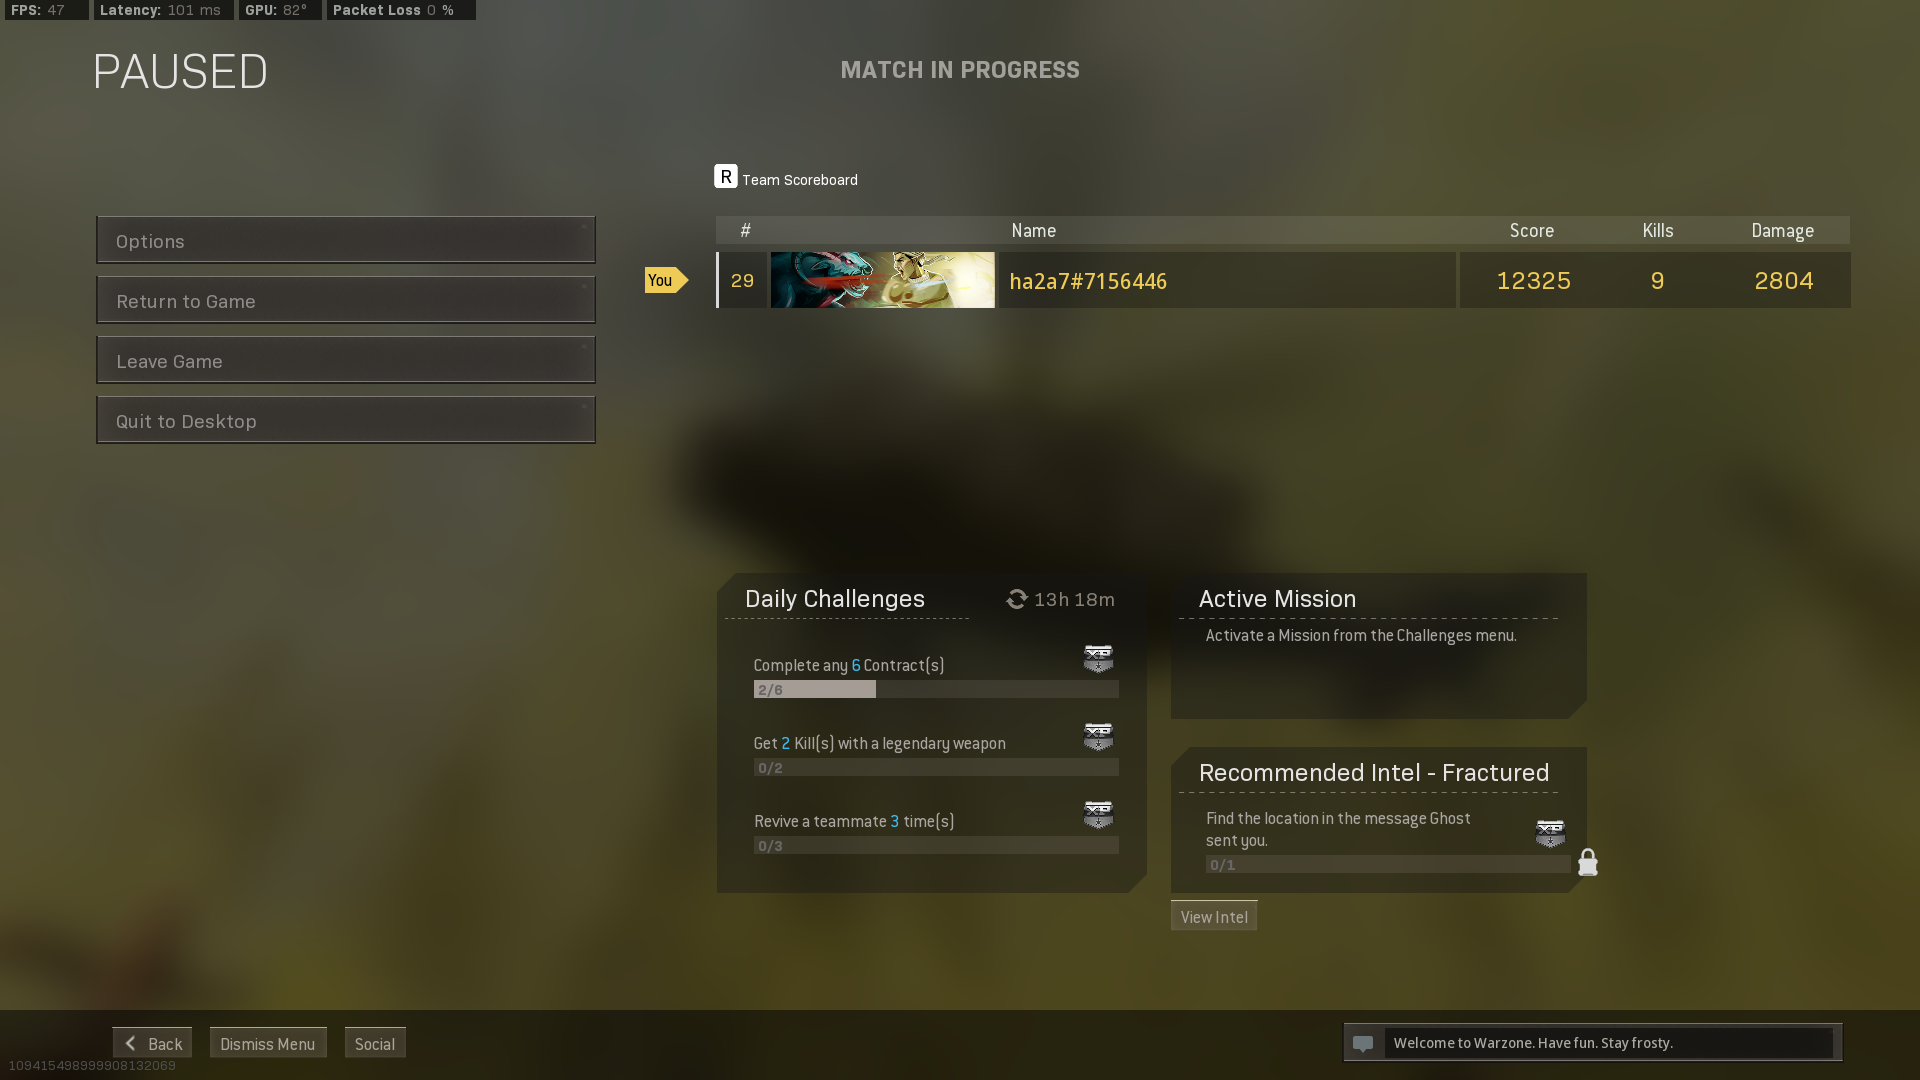 FPS: 47 Latency: 101 ms GPU: 82° Packet Loss 0 %
PAUSED
MATCH IN PROGRESS
R Team Scoreboard
Options
Return to Game
Leave Game
Quit to Desktop
# Name Score Kills Damage
You 29 ha2a7#7156446 12325 9 2804
Daily Challenges 13h 18m
Complete any 6 Contract(s)
XP
2/6
Get 2 Kill(s) with a legendary weapon
XP
0/2
Revive a teammate 3 time(s)
XP
0/3
Active Mission
Activate a Mission from the Challenges menu.
Recommended Intel - Fractured
Find the location in the message Ghost
sent you.
XP
0/1
View Intel
Back Dismiss Menu Social
Welcome to Warzone. Have fun. Stay frosty.
109415498999908132069